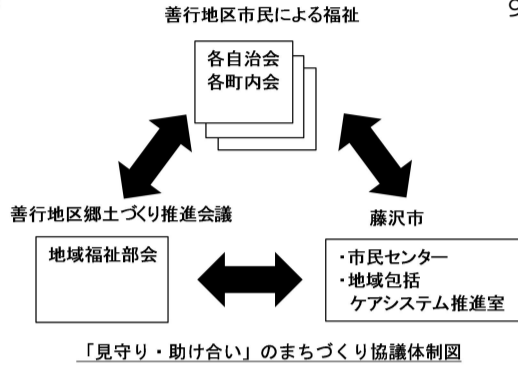 善行地区市民による福祉
9
各自治会
各町内会
善行地区郷土づくり推進会議
地域福祉部会
藤沢市
・市民センター
・地域包括
ケアシステム推進室
「見守り・助け合い」のまちづくり協議体制図